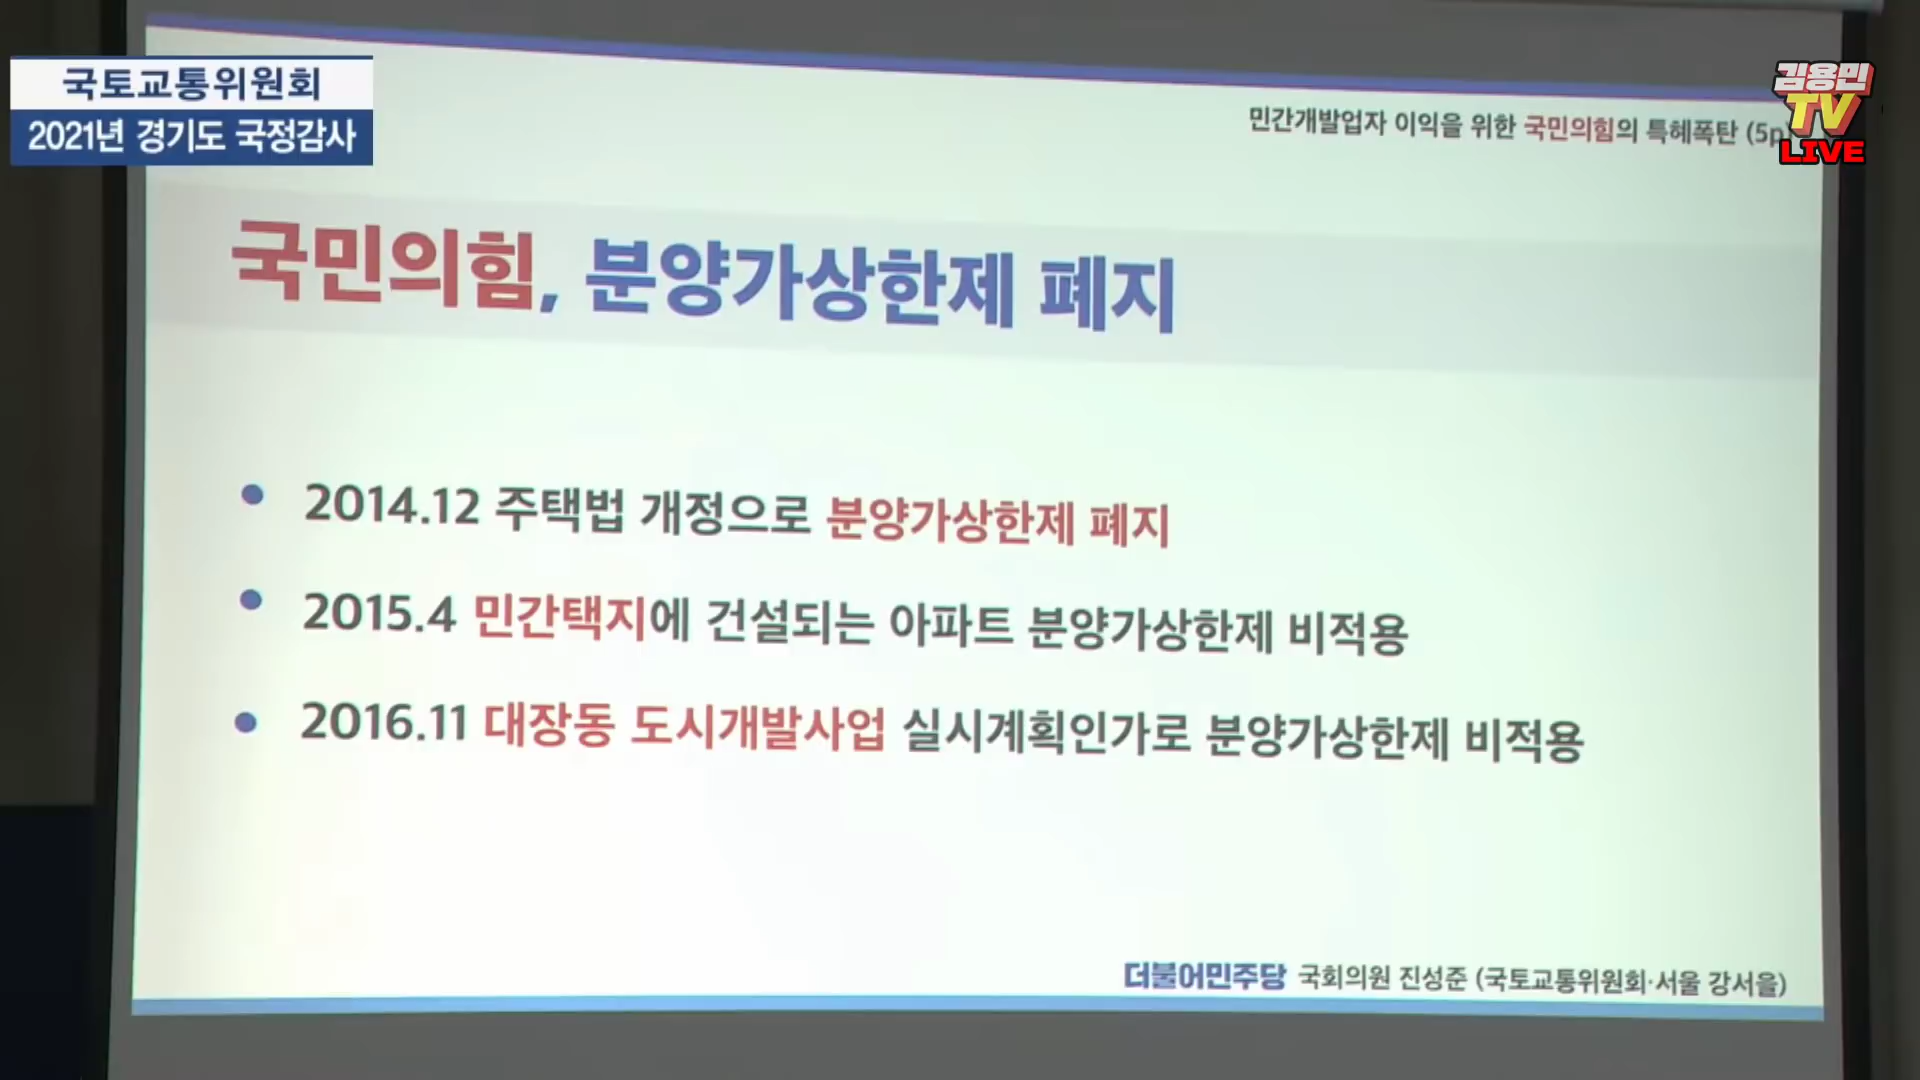 국토교통위원회
2021년 경기도 국정감사
김용민
TV
LIVE
민간개발업자 이익을 위한 국민의힘의 특혜폭탄 (5p)
국민의힘, 분양가상한제 폐지
2014.12 주택법 개정으로 분양가상한제 폐지
2015.4 민간택지에 건설되는 아파트 분양가상한제 비적용
2016.11 대장동 도시개발사업 실시계획인가로 분양가상한제 비적용
더불어민주당 국회의원 진성준 (국토교통위원회·서울 강서을)